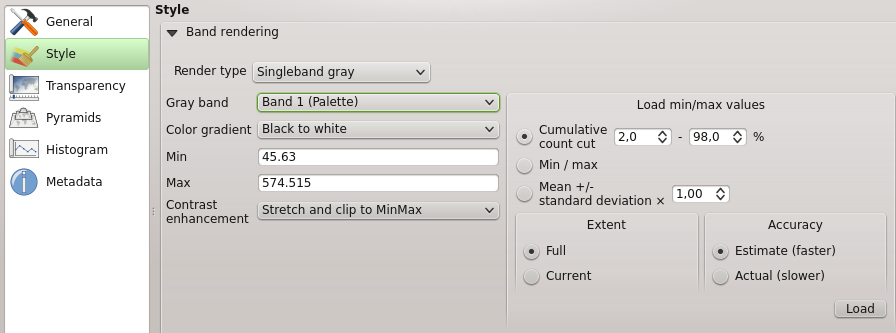 General
Style
Transparency
Pyramids
Histogram
Metadata
Style
Band rendering
Render type Singleband gray
Gray band Band 1 (Palette)
Color gradient Black to white
Min 45.63
Max 574.515
Contrast
enhancement Stretch and clip to MinMax
Load min/max values
Cumulative
count cut 2,0 - 98,0 %
Min / max
Mean +/-
standard deviation × 1,00
Extent
Full
Current
Accuracy
Estimate (faster)
Actual (slower)
Load